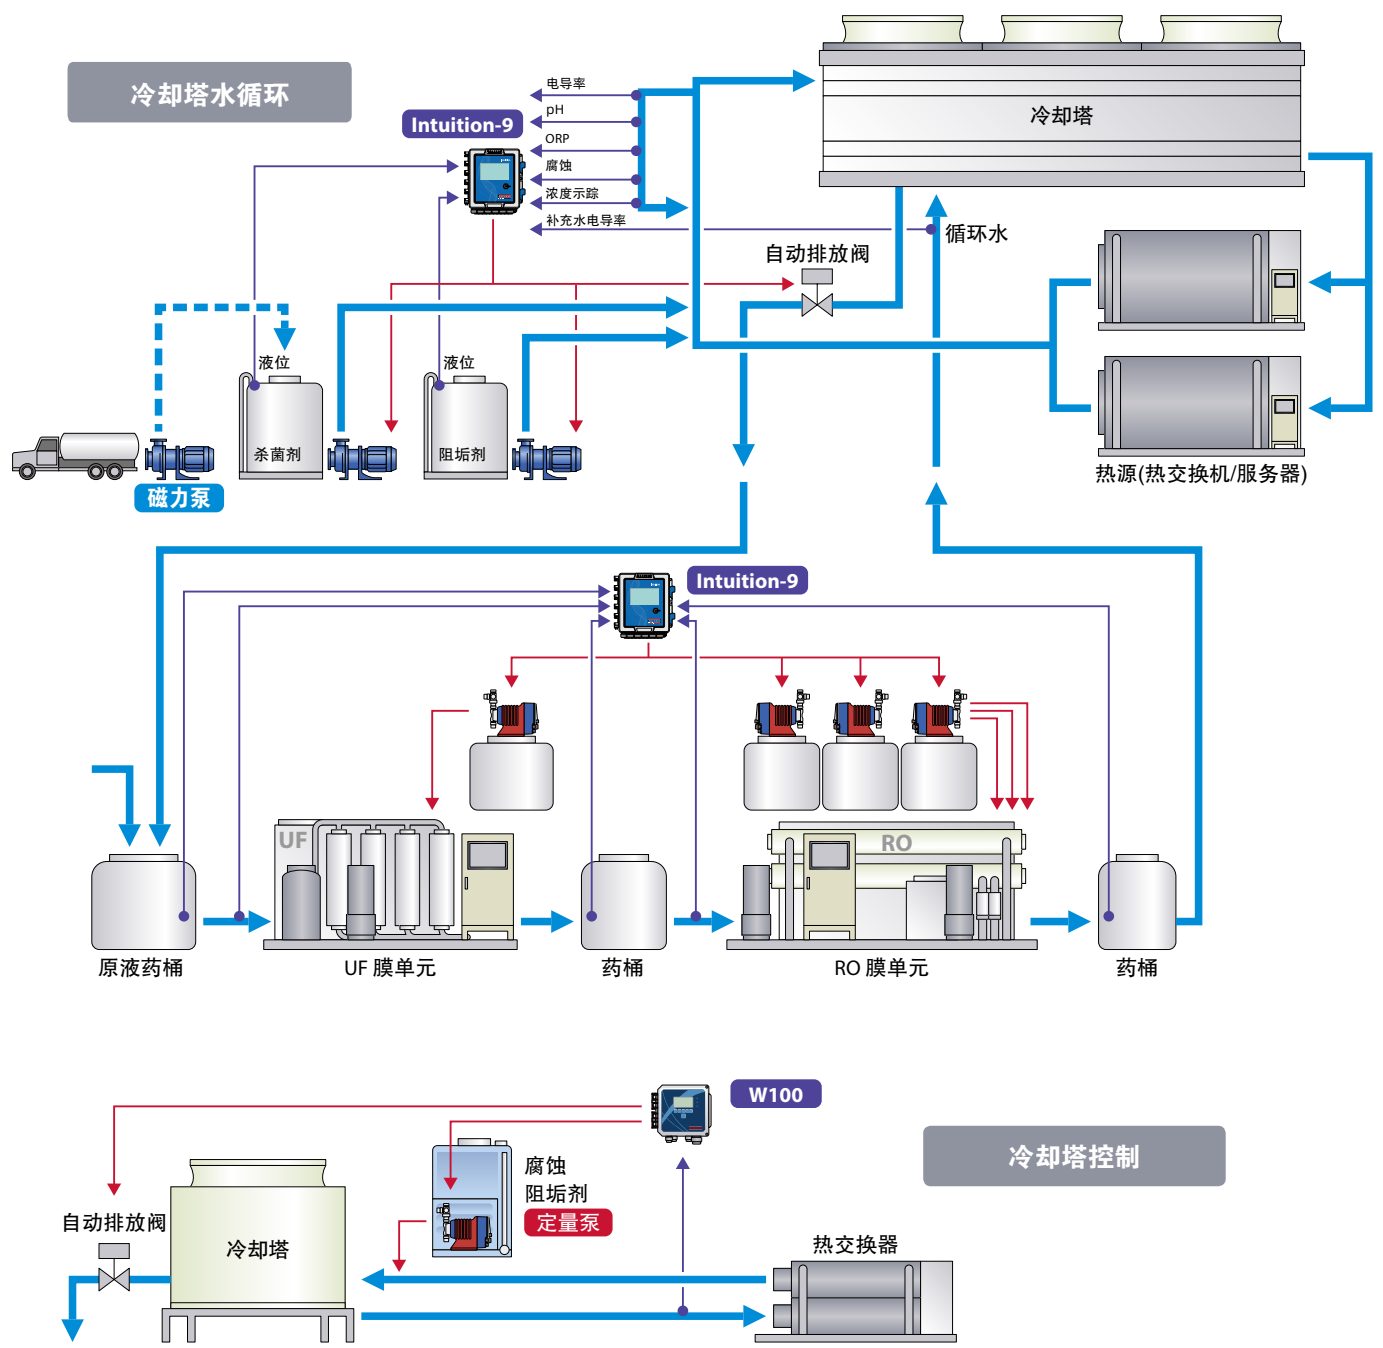 冷却塔水循环
Intuition-9
电导率
pH
ORP
腐蚀
浓度示踪
补充水电导率
冷却塔
循环水
自动排放阀
液位
液位
杀菌剂
阻垢剂
磁力泵
热源(热交换机/服务器)
Intuition-9
UF
RO
原液药桶
UF 膜单元
药桶
RO 膜单元
药桶
W100
冷却塔控制
腐蚀
阻垢剂
定量泵
自动排放阀
冷却塔
热交换器